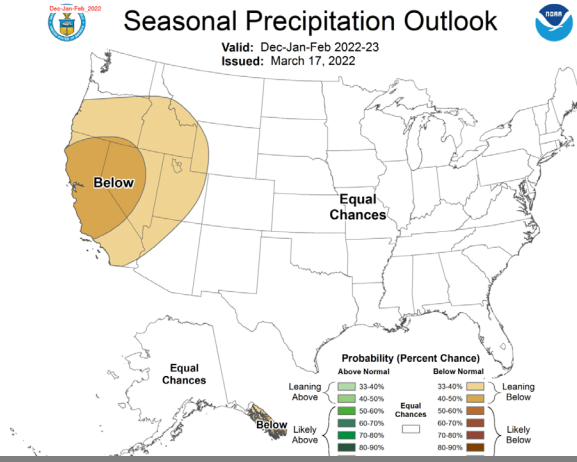 Dec-Jan-Feb_2022
Seasonal Precipitation Outlook
NOAA
Valid: Dec-Jan-Feb 2022-23
Issued: March 17, 2022
Below
Equal
Chances
Equal
Chances
Below
Probability (Percent Chance)
Above Normal
Below Normal
Leaning
Above
33-40%
40-50%
50-60%
60-70%
70-80%
80-90%
Likely
Above
Equal
Chances
33-40%
40-50%
50-60%
60-70%
70-80%
80-90%
Leaning
Below
Likely
Below